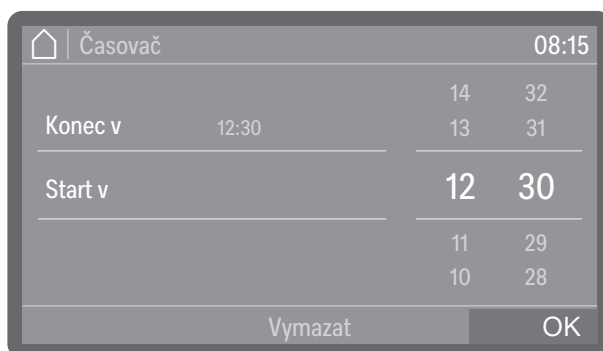 Časovač 08:15
14 32
Konec v 12:30 13 31
Start v 12 30
11 29
10 28
Vymazat OK